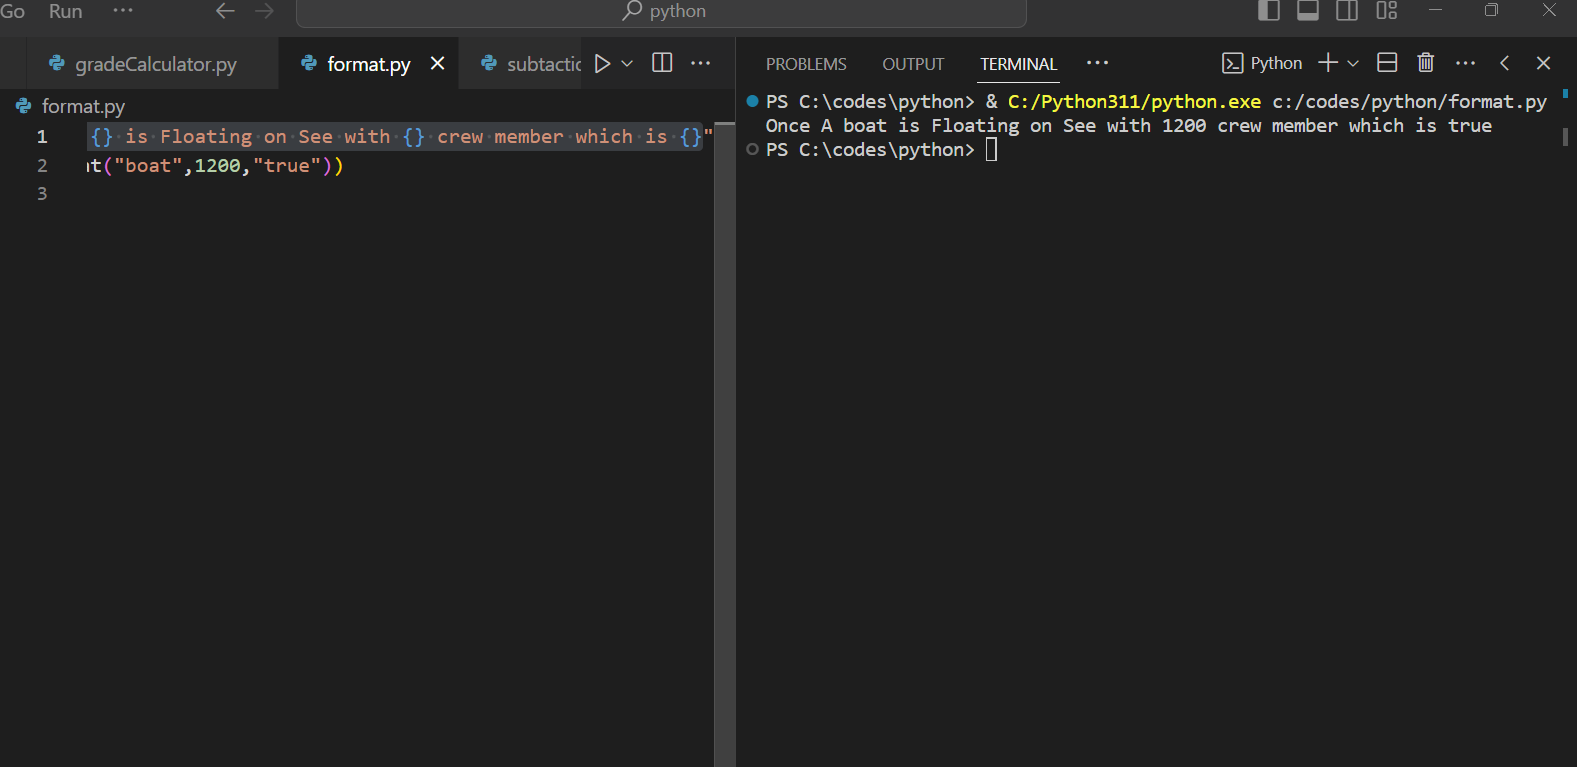 Go Run ··· python
gradeCalculator.py format.py subtactic
PROBLEMS OUTPUT TERMINAL ··· Python
format.py
1 {} is Floating on See with {} crew member which is {}"
2 t("boat",1200,"true"))
3
PS C:\codes\python> & C:/Python311/python.exe c:/codes/python/format.py
Once A boat is Floating on See with 1200 crew member which is true
PS C:\codes\python>